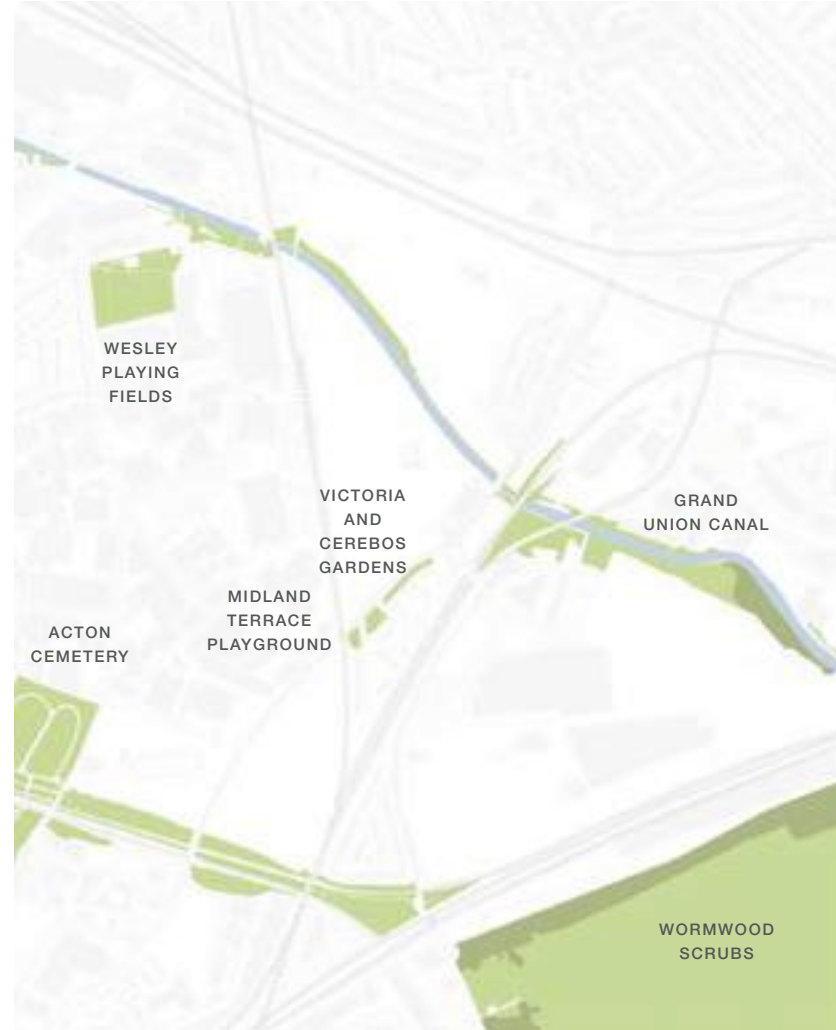 WESLEY
PLAYING
FIELDS
VICTORIA
AND
CEREBOS
GARDENS
GRAND
UNION CANAL
MIDLAND
TERRACE
PLAYGROUND
ACTON
CEMETERY
WORMWOOD
SCRUBS